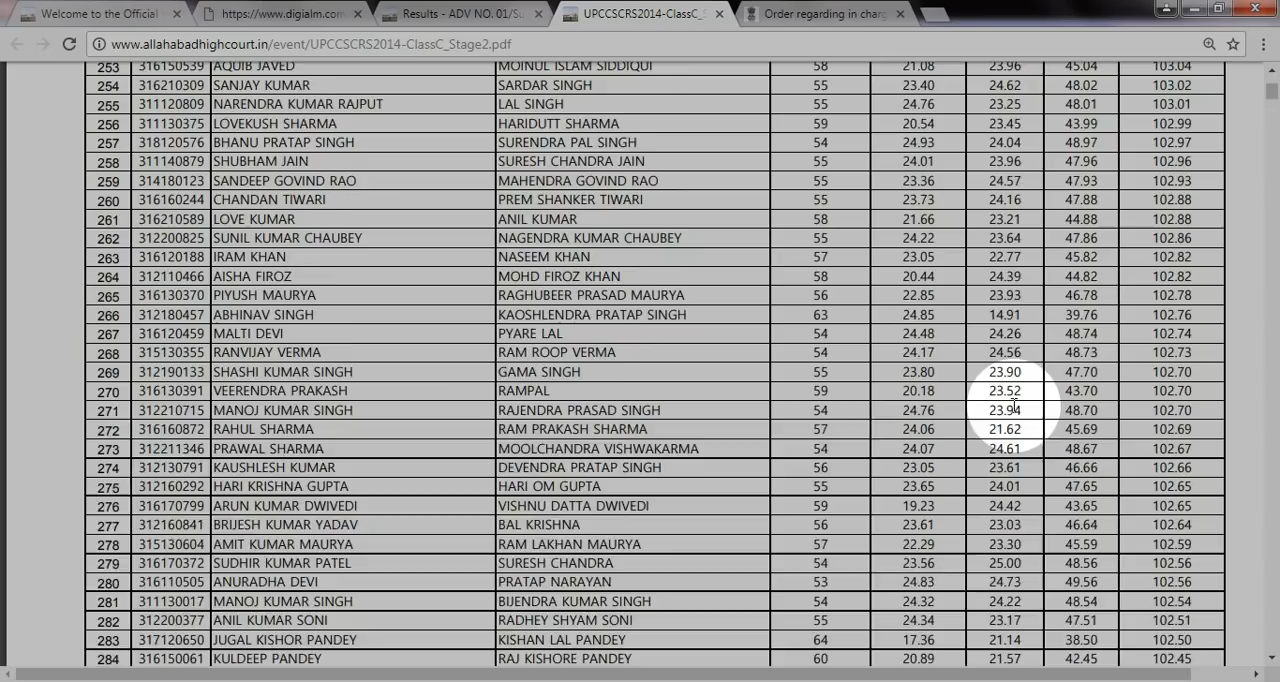 Welcome to the Official
https://www.digialm.com
Results - ADV NO. 01/Su
UPCCSCRS2014-ClassC_S
Order regarding in charg
www.allahabadhighcourt.in/event/UPCCSCRS2014-ClassC_Stage2.pdf
253 316150539 AQUIB JAVED MOINUL ISLAM SIDDIQUI 58 21.08 23.96 45.04 103.04
254 316210309 SANJAY KUMAR SARDAR SINGH 55 23.40 24.62 48.02 103.02
255 311120809 NARENDRA KUMAR RAJPUT LAL SINGH 55 24.76 23.25 48.01 103.01
256 311130375 LOVEKUSH SHARMA HARIDUTT SHARMA 59 20.54 23.45 43.99 102.99
257 318120576 BHANU PRATAP SINGH SURENDRA PAL SINGH 54 24.93 24.04 48.97 102.97
258 311140879 SHUBHAM JAIN SURESH CHANDRA JAIN 55 24.01 23.96 47.96 102.96
259 314180123 SANDEEP GOVIND RAO MAHENDRA GOVIND RAO 55 23.36 24.57 47.93 102.93
260 316160244 CHANDAN TIWARI PREM SHANKER TIWARI 55 23.73 24.16 47.88 102.88
261 316210589 LOVE KUMAR ANIL KUMAR 58 21.66 23.21 44.88 102.88
262 312200825 SUNIL KUMAR CHAUBEY NAGENDRA KUMAR CHAUBEY 55 24.22 23.64 47.86 102.86
263 316120188 IRAM KHAN NASEEM KHAN 57 23.05 22.77 45.82 102.82
264 312110466 AISHA FIROZ MOHD FIROZ KHAN 58 20.44 24.39 44.82 102.82
265 316130370 PIYUSH MAURYA RAGHUBEER PRASAD MAURYA 56 22.85 23.93 46.78 102.78
266 312180457 ABHINAV SINGH KAOSHLENDRA PRATAP SINGH 63 24.85 14.91 39.76 102.76
267 316120459 MALTI DEVI PYARE LAL 54 24.48 24.26 48.74 102.74
268 315130355 RANVIJAY VERMA RAM ROOP VERMA 54 24.17 24.56 48.73 102.73
269 312190133 SHASHI KUMAR SINGH GAMA SINGH 55 23.80 23.90 47.70 102.70
270 316130391 VEERENDRA PRAKASH RAMPAL 59 20.18 23.52 43.70 102.70
271 312210715 MANOJ KUMAR SINGH RAJENDRA PRASAD SINGH 54 24.76 23.94 48.70 102.70
272 316160872 RAHUL SHARMA RAM PRAKASH SHARMA 57 24.06 21.62 45.69 102.69
273 312211346 PRAWAL SHARMA MOOLCHANDRA VISHWAKARMA 54 24.07 24.61 48.67 102.67
274 312130791 KAUSHLESH KUMAR DEVENDRA PRATAP SINGH 56 23.05 23.61 46.66 102.66
275 312160292 HARI KRISHNA GUPTA HARI OM GUPTA 55 23.65 24.01 47.65 102.65
276 316170799 ARUN KUMAR DWIVEDI VISHNU DATTA DWIVEDI 59 19.23 24.42 43.65 102.65
277 312160841 BRIJESH KUMAR YADAV BAL KRISHNA 56 23.61 23.03 46.64 102.64
278 315130604 AMIT KUMAR MAURYA RAM LAKHAN MAURYA 57 22.29 23.30 45.59 102.59
279 316170372 SUDHIR KUMAR PATEL SURESH CHANDRA 54 23.56 25.00 48.56 102.56
280 316110505 ANURADHA DEVI PRATAP NARAYAN 53 24.83 24.73 49.56 102.56
281 311130017 MANOJ KUMAR SINGH BIJENDRA KUMAR SINGH 54 24.32 24.22 48.54 102.54
282 312200377 ANIL KUMAR SONI RADHEY SHYAM SONI 55 24.34 23.17 47.51 102.51
283 317120650 JUGAL KISHOR PANDEY KISHAN LAL PANDEY 64 17.36 21.14 38.50 102.50
284 316150061 KULDEEP PANDEY RAJ KISHORE PANDEY 60 20.89 21.57 42.45 102.45